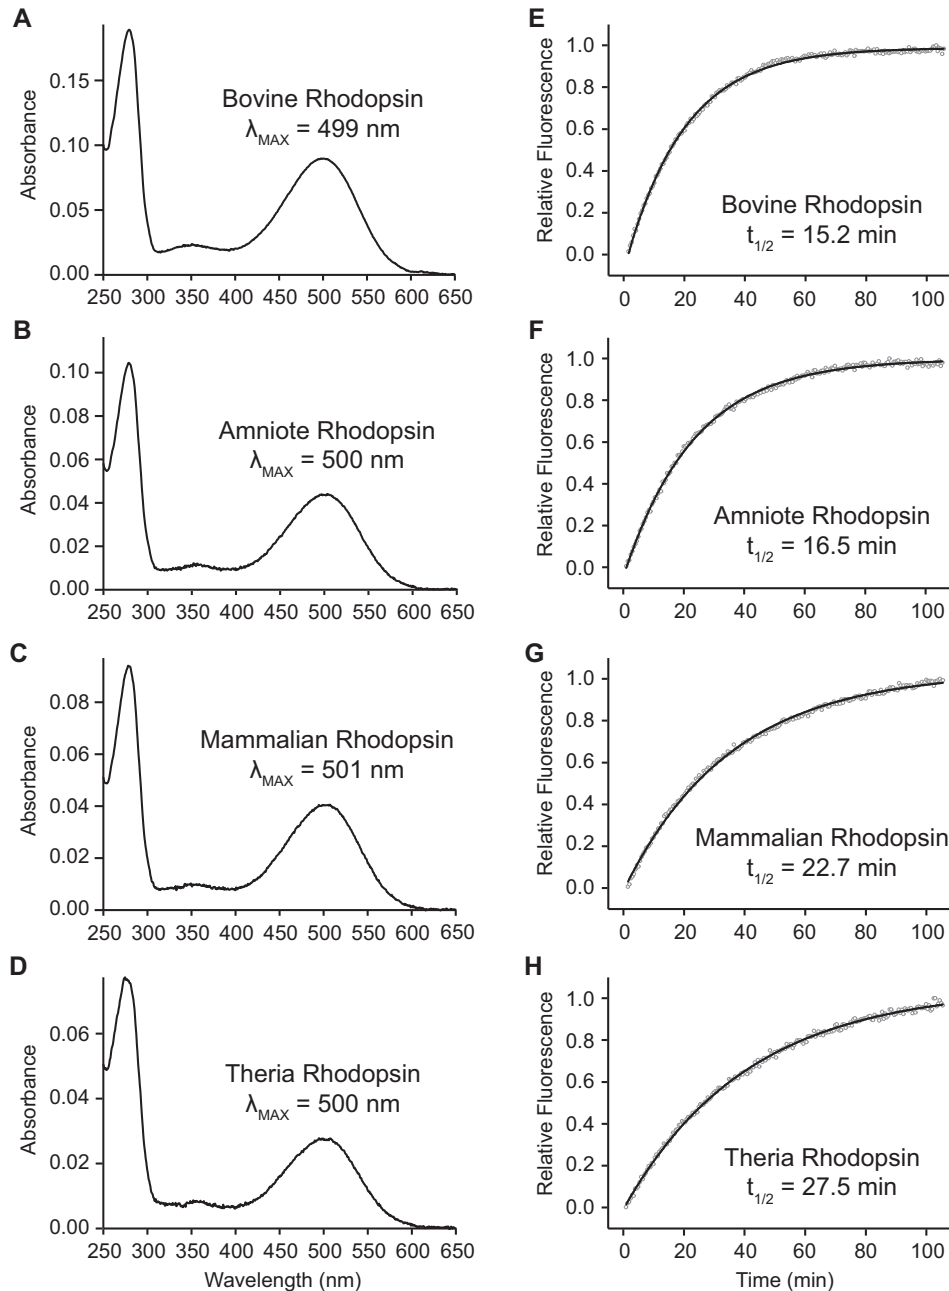 A
Absorbance
0.15
0.10
0.05
0.00
Bovine Rhodopsin
λMAX = 499 nm
250 300 350 400 450 500 550 600 650
E
Relative Fluorescence
1.0
0.8
0.6
0.4
0.2
0.0
Bovine Rhodopsin
t1/2 = 15.2 min
0 20 40 60 80 100
B
Absorbance
0.10
0.08
0.06
0.04
0.02
0.00
Amniote Rhodopsin
λMAX = 500 nm
250 300 350 400 450 500 550 600 650
F
Relative Fluorescence
1.0
0.8
0.6
0.4
0.2
0.0
Amniote Rhodopsin
t1/2 = 16.5 min
0 20 40 60 80 100
C
Absorbance
0.08
0.06
0.04
0.02
0.00
Mammalian Rhodopsin
λMAX = 501 nm
250 300 350 400 450 500 550 600 650
G
Relative Fluorescence
1.0
0.8
0.6
0.4
0.2
0.0
Mammalian Rhodopsin
t1/2 = 22.7 min
0 20 40 60 80 100
D
Absorbance
0.06
0.04
0.02
0.00
Theria Rhodopsin
λMAX = 500 nm
250 300 350 400 450 500 550 600 650
Wavelength (nm)
H
Relative Fluorescence
1.0
0.8
0.6
0.4
0.2
0.0
Theria Rhodopsin
t1/2 = 27.5 min
0 20 40 60 80 100
Time (min)